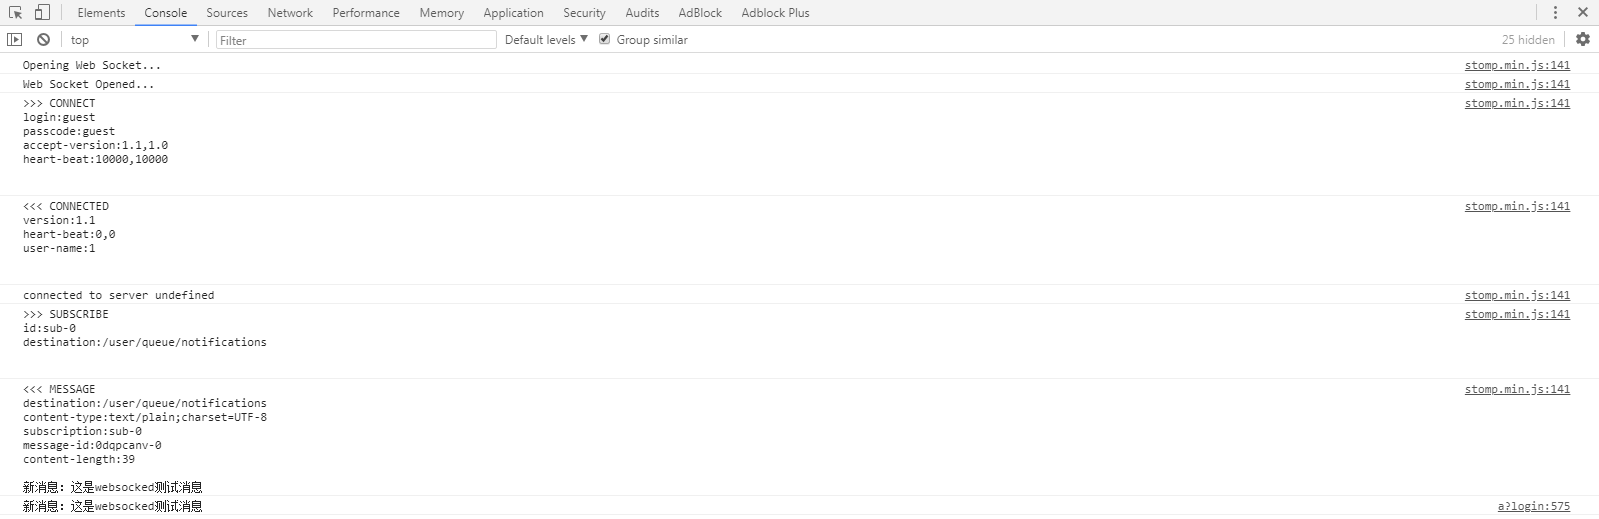 Elements Console Sources Network Performance Memory Application Security Audits AdBlock Adblock Plus
top Filter Default levels Group similar 25 hidden
Opening Web Socket... stomp.min.js:141
Web Socket Opened... stomp.min.js:141
>>> CONNECT stomp.min.js:141
login:guest
passcode:guest
accept-version:1.1,1.0
heart-beat:10000,10000
<<< CONNECTED stomp.min.js:141
version:1.1
heart-beat:0,0
user-name:1
connected to server undefined stomp.min.js:141
>>> SUBSCRIBE stomp.min.js:141
id:sub-0
destination:/user/queue/notifications
<<< MESSAGE stomp.min.js:141
destination:/user/queue/notifications
content-type:text/plain;charset=UTF-8
subscription:sub-0
message-id:0dqpcanv-0
content-length:39
新消息：这是websocked测试消息
新消息：这是websocked测试消息 a?login:575